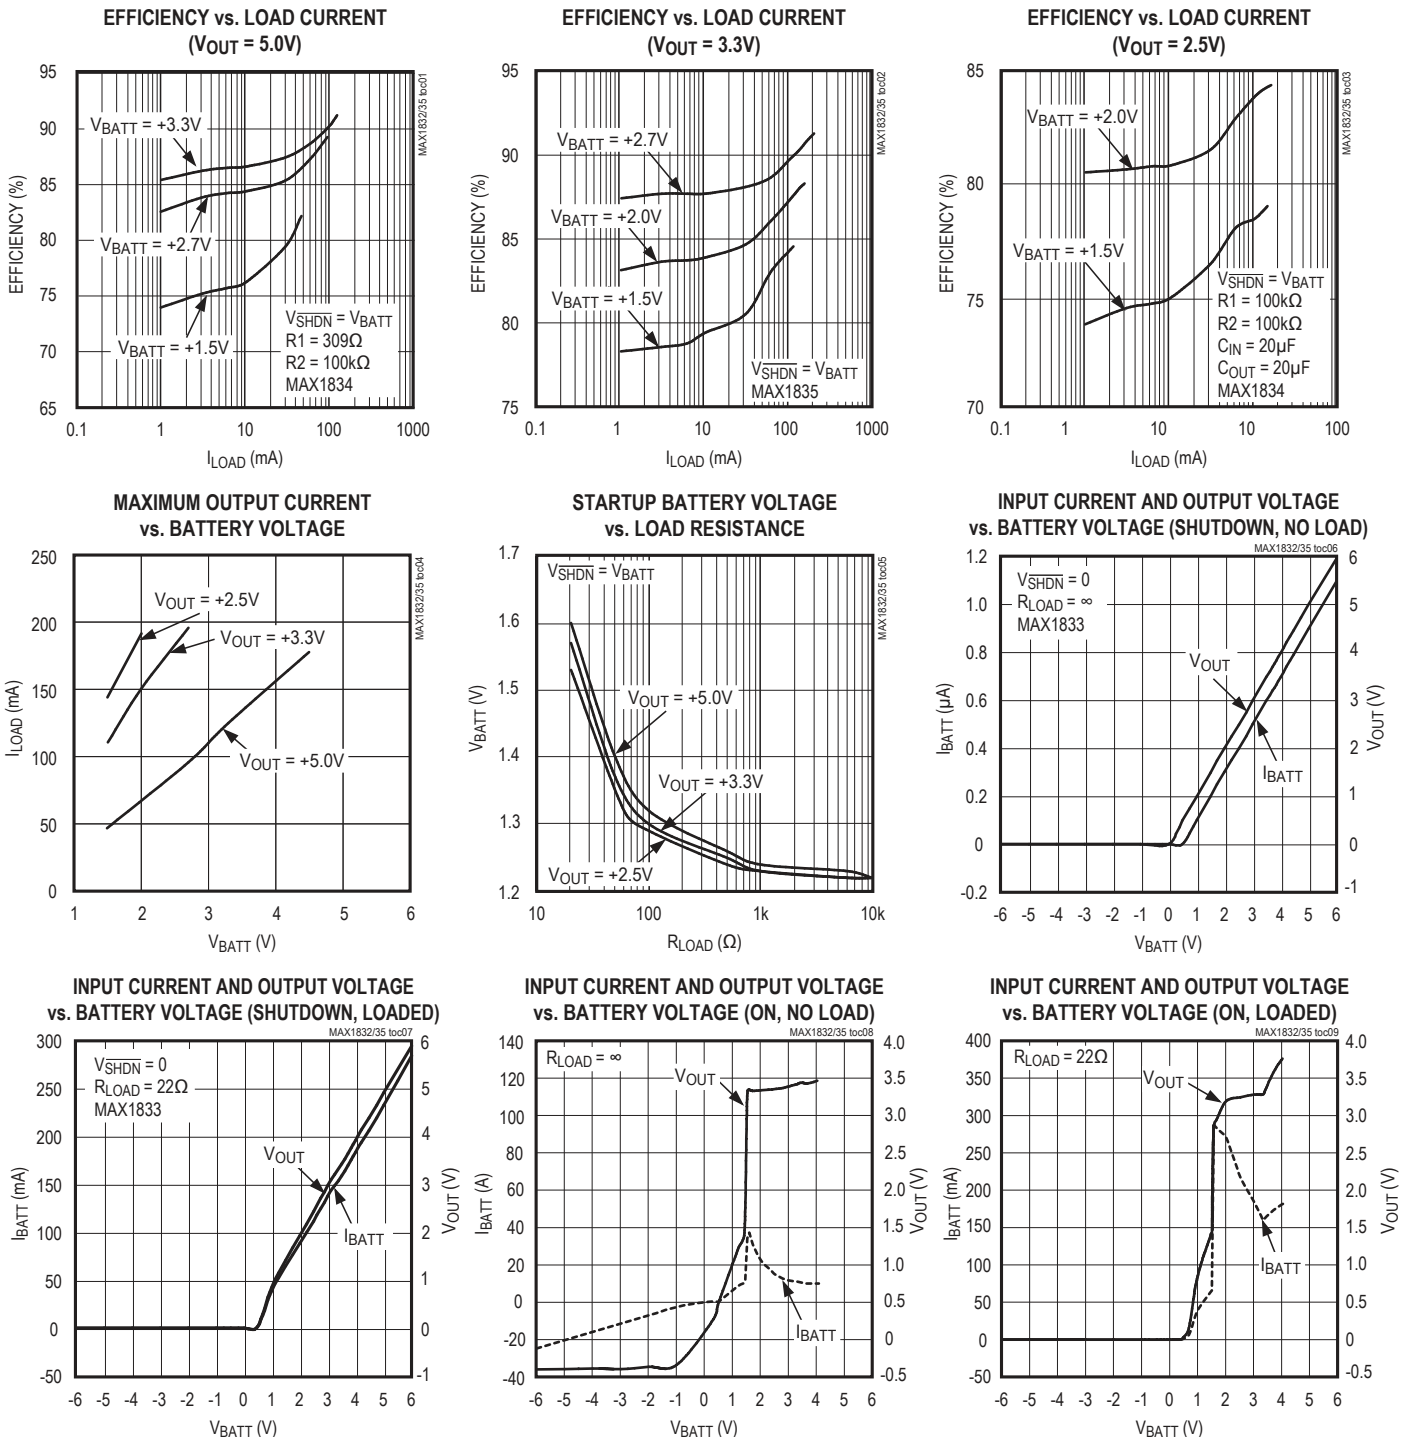 EFFICIENCY vs. LOAD CURRENT
(VOUT = 5.0V)
MAX1832/35 toc01
EFFICIENCY (%)
95
90
85
80
75
70
65
VBATT = +3.3V
VBATT = +2.7V
VBATT = +1.5V
VSHDN = VBATT
R1 = 309Ω
R2 = 100kΩ
MAX1834
0.1 1 10 100 1000
ILOAD (mA)
EFFICIENCY vs. LOAD CURRENT
(VOUT = 3.3V)
MAX1832/35 toc02
EFFICIENCY (%)
95
90
85
80
75
VBATT = +2.7V
VBATT = +2.0V
VBATT = +1.5V
VSHDN = VBATT
MAX1835
0.1 1 10 100 1000
ILOAD (mA)
EFFICIENCY vs. LOAD CURRENT
(VOUT = 2.5V)
MAX1832/35 toc03
EFFICIENCY (%)
85
80
75
70
VBATT = +2.0V
VBATT = +1.5V
VSHDN = VBATT
R1 = 100kΩ
R2 = 100kΩ
CIN = 20µF
COUT = 20µF
MAX1834
0.1 1 10 10 100
ILOAD (mA)
MAXIMUM OUTPUT CURRENT
vs. BATTERY VOLTAGE
MAX1832/35 toc04
ILOAD (mA)
250
200
150
100
50
0
VOUT = +2.5V
VOUT = +3.3V
VOUT = +5.0V
1 2 3 4 5 6
VBATT (V)
STARTUP BATTERY VOLTAGE
vs. LOAD RESISTANCE
MAX1832/35 toc05
VBATT (V)
1.7
1.6
1.5
1.4
1.3
1.2
VSHDN = VBATT
VOUT = +5.0V
VOUT = +3.3V
VOUT = +2.5V
10 100 1k 10k
RLOAD (Ω)
INPUT CURRENT AND OUTPUT VOLTAGE
vs. BATTERY VOLTAGE (SHUTDOWN, NO LOAD)
MAX1832/35 toc06
IBATT (µA)
1.2
1.0
0.8
0.6
0.4
0.2
0
-0.2
VSHDN = 0
RLOAD = ∞
MAX1833
VOUT
IBATT
6
5
4
3
2
1
0
-1
VOUT (V)
-6 -5 -4 -3 -2 -1 0 1 2 3 4 5 6
VBATT (V)
INPUT CURRENT AND OUTPUT VOLTAGE
vs. BATTERY VOLTAGE (SHUTDOWN, LOADED)
MAX1832/35 toc07
IBATT (mA)
300
250
200
150
100
50
0
-50
VSHDN = 0
RLOAD = 22Ω
MAX1833
VOUT
IBATT
6
5
4
3
2
1
0
-1
VOUT (V)
-6 -5 -4 -3 -2 -1 0 1 2 3 4 5 6
VBATT (V)
INPUT CURRENT AND OUTPUT VOLTAGE
vs. BATTERY VOLTAGE (ON, NO LOAD)
MAX1832/35 toc08
IBATT (A)
140
120
100
80
60
40
20
0
-20
-40
RLOAD = ∞
VOUT
IBATT
4.0
3.5
3.0
2.5
2.0
1.5
1.0
0.5
0
-0.5
VOUT (V)
-6 -5 -4 -3 -2 -1 0 1 2 3 4 5 6
VBATT (V)
INPUT CURRENT AND OUTPUT VOLTAGE
vs. BATTERY VOLTAGE (ON, LOADED)
MAX1832/35 toc09
IBATT (mA)
400
350
300
250
200
150
100
50
0
-50
RLOAD = 22Ω
VOUT
IBATT
4.0
3.5
3.0
2.5
2.0
1.5
1.0
0.5
0
-0.5
VOUT (V)
-6 -5 -4 -3 -2 -1 0 1 2 3 4 5 6
VBATT (V)